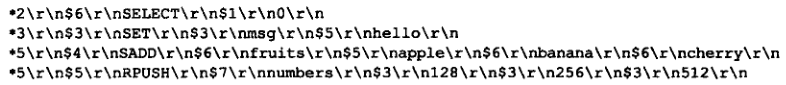 *2\r\n$6\r\nSELECT\r\n$1\r\n0\r\n
*3\r\n$3\r\nSET\r\n$3\r\nmsg\r\n$5\r\nhello\r\n
*5\r\n$4\r\nSADD\r\n$6\r\nfruits\r\n$5\r\napple\r\n$6\r\nbanana\r\n$6\r\ncherry\r\n
*5\r\n$5\r\nRPUSH\r\n$7\r\nnumbers\r\n$3\r\n128\r\n$3\r\n256\r\n$3\r\n512\r\n